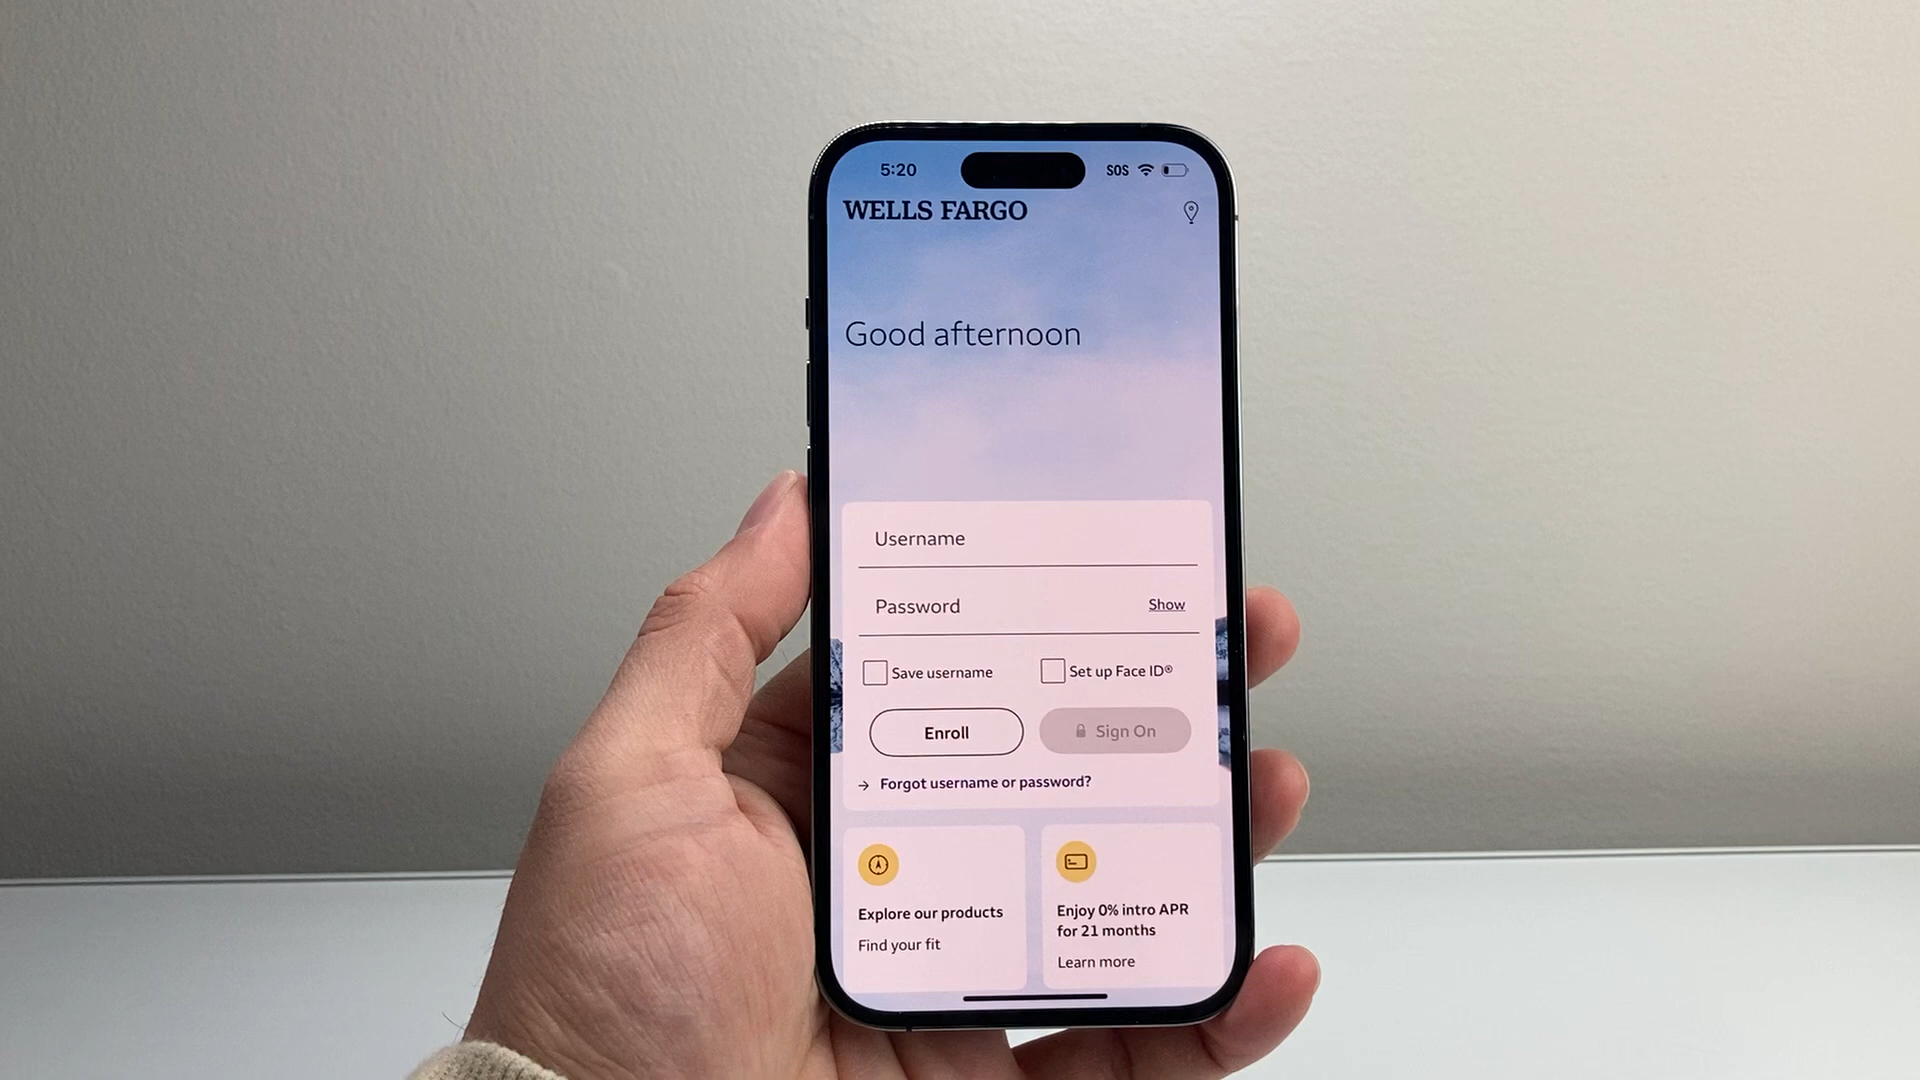 5:20 SOS
WELLS FARGO
Good afternoon
Username
Password Show
Save username Set up Face ID®
Enroll Sign On
Forgot username or password?
Explore our products
Find your fit
Enjoy 0% intro APR
for 21 months
Learn more